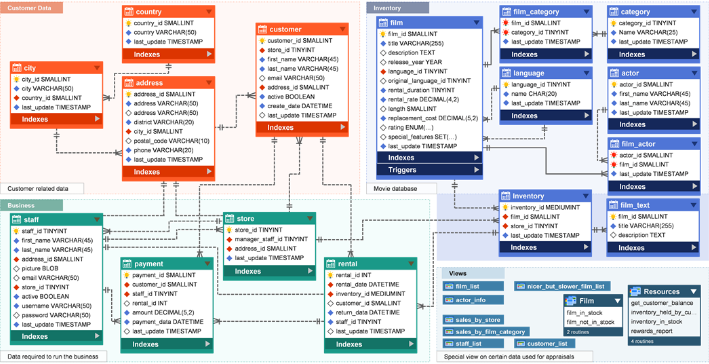 Customer Data
country
country_id SMALLINT
country VARCHAR(50)
last_update TIMESTAMP
Indexes
city
city_id SMALLINT
city VARCHAR(50)
country_id SMALLINT
last_update TIMESTAMP
Indexes
address
address_id SMALLINT
address VARCHAR(50)
address VARCHAR(50)
district VARCHAR(20)
city_id SMALLINT
postal_code VARCHAR(10)
phone VARCHAR(20)
last_update TIMESTAMP
Indexes
customer
customer_id SMALLINT
store_id TINYINT
first_name VARCHAR(45)
last_name VARCHAR(45)
email VARCHAR(50)
address_id SMALLINT
active BOOLEAN
create_date DATETIME
last_update TIMESTAMP
Indexes
Customer related data
Inventory
film
film_id SMALLINT
title VARCHAR(255)
description TEXT
release_year YEAR
language_id TINYINT
original_language_id TINYINT
rental_duration TINYINT
rental_rate DECIMAL(4,2)
length SMALLINT
replacement_cost DECIMAL(5,2)
rating ENUM(...)
special_features SET(...)
last_update TIMESTAMP
Indexes
Triggers
film_category
film_id SMALLINT
category_id TINYINT
last_update TIMESTAMP
Indexes
category
category_id TINYINT
Name VARCHAR(25)
last_update TIMESTAMP
Indexes
language
language_id TINYINT
name CHAR(20)
last_update TIMESTAMP
Indexes
actor
actor_id SMALLINT
first_name VARCHAR(45)
last_name VARCHAR(45)
last_update TIMESTAMP
Indexes
film_actor
actor_id SMALLINT
film_id SMALLINT
last_update TIMESTAMP
Indexes
Movie database
Inventory
inventory_id MEDIUMINT
film_id SMALLINT
store_id TINYINT
last_update TIMESTAMP
Indexes
film_text
film_id SMALLINT
title VARCHAR(255)
description TEXT
Indexes
Business
staff
staff_id TINYINT
first_name VARCHAR(45)
last_name VARCHAR(45)
address_id SMALLINT
picture BLOB
email VARCHAR(50)
store_id TINYINT
active BOOLEAN
username VARCHAR(50)
password VARCHAR(50)
last_update TIMESTAMP
Indexes
store
store_id TINYINT
manager_staff_id TINYINT
address_id SMALLINT
last_update TIMESTAMP
Indexes
payment
payment_id SMALLINT
customer_id SMALLINT
staff_id TINYINT
rental_id INT
amount DECIMAL(5,2)
payment_data DATETIME
last_update TIMESTAMP
Indexes
rental
rental_id INT
rental_date DATETIME
inventory_id MEDIUMINT
customer_id SMALLINT
return_data DATETIME
staff_id TINYINT
last_update TIMESTAMP
Indexes
Data required to run the business
Views
film_list
nicer_but_slower_film_list
actor_info
sales_by_store
sales_by_film_category
staff_list
customer_list
Film
film_in_stock
film_not_in_stock
2 routines
Resources
get_customer_balance
inventory_held_by_cu...
inventory_in_stock
rewards_report
4 routines
Special view on certain data used for appraisals